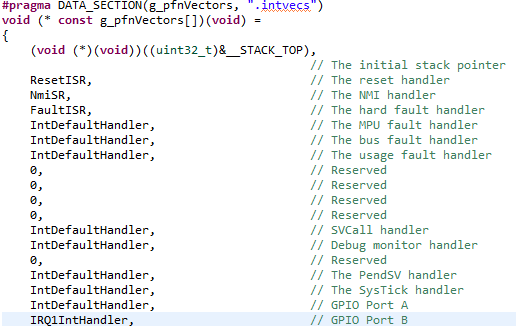 #pragma DATA_SECTION(g_pfnVectors, ".intvecs")
void (* const g_pfnVectors[])(void) =
{
    (void (*)(void))((uint32_t)&__STACK_TOP),
                                            // The initial stack pointer
    ResetISR,                               // The reset handler
    NmiSR,                                  // The NMI handler
    FaultISR,                               // The hard fault handler
    IntDefaultHandler,                      // The MPU fault handler
    IntDefaultHandler,                      // The bus fault handler
    IntDefaultHandler,                      // The usage fault handler
    0,                                      // Reserved
    0,                                      // Reserved
    0,                                      // Reserved
    0,                                      // Reserved
    IntDefaultHandler,                      // SVCall handler
    IntDefaultHandler,                      // Debug monitor handler
    0,                                      // Reserved
    IntDefaultHandler,                      // The PendSV handler
    IntDefaultHandler,                      // The SysTick handler
    IntDefaultHandler,                      // GPIO Port A
    IRQ1IntHandler,                         // GPIO Port B